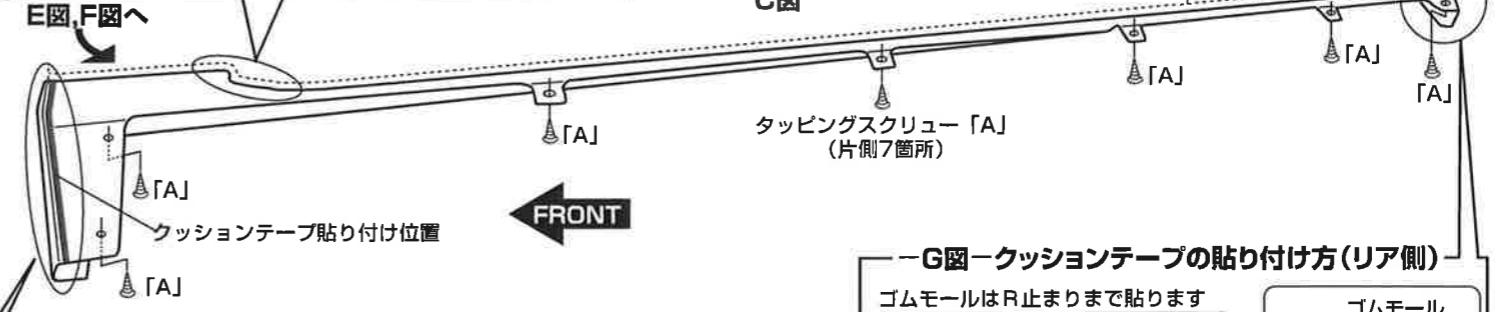 E図,F図へ
C図
「A」
「A」
「A」
「A」
タッピングスクリュー「A」
(片側7箇所)
「A」
「A」
クッションテープ貼り付け位置
FRONT
「A」
－G図－クッションテープの貼り付け方(リア側)
ゴムモールはR止まりまで貼ります
ゴムモール